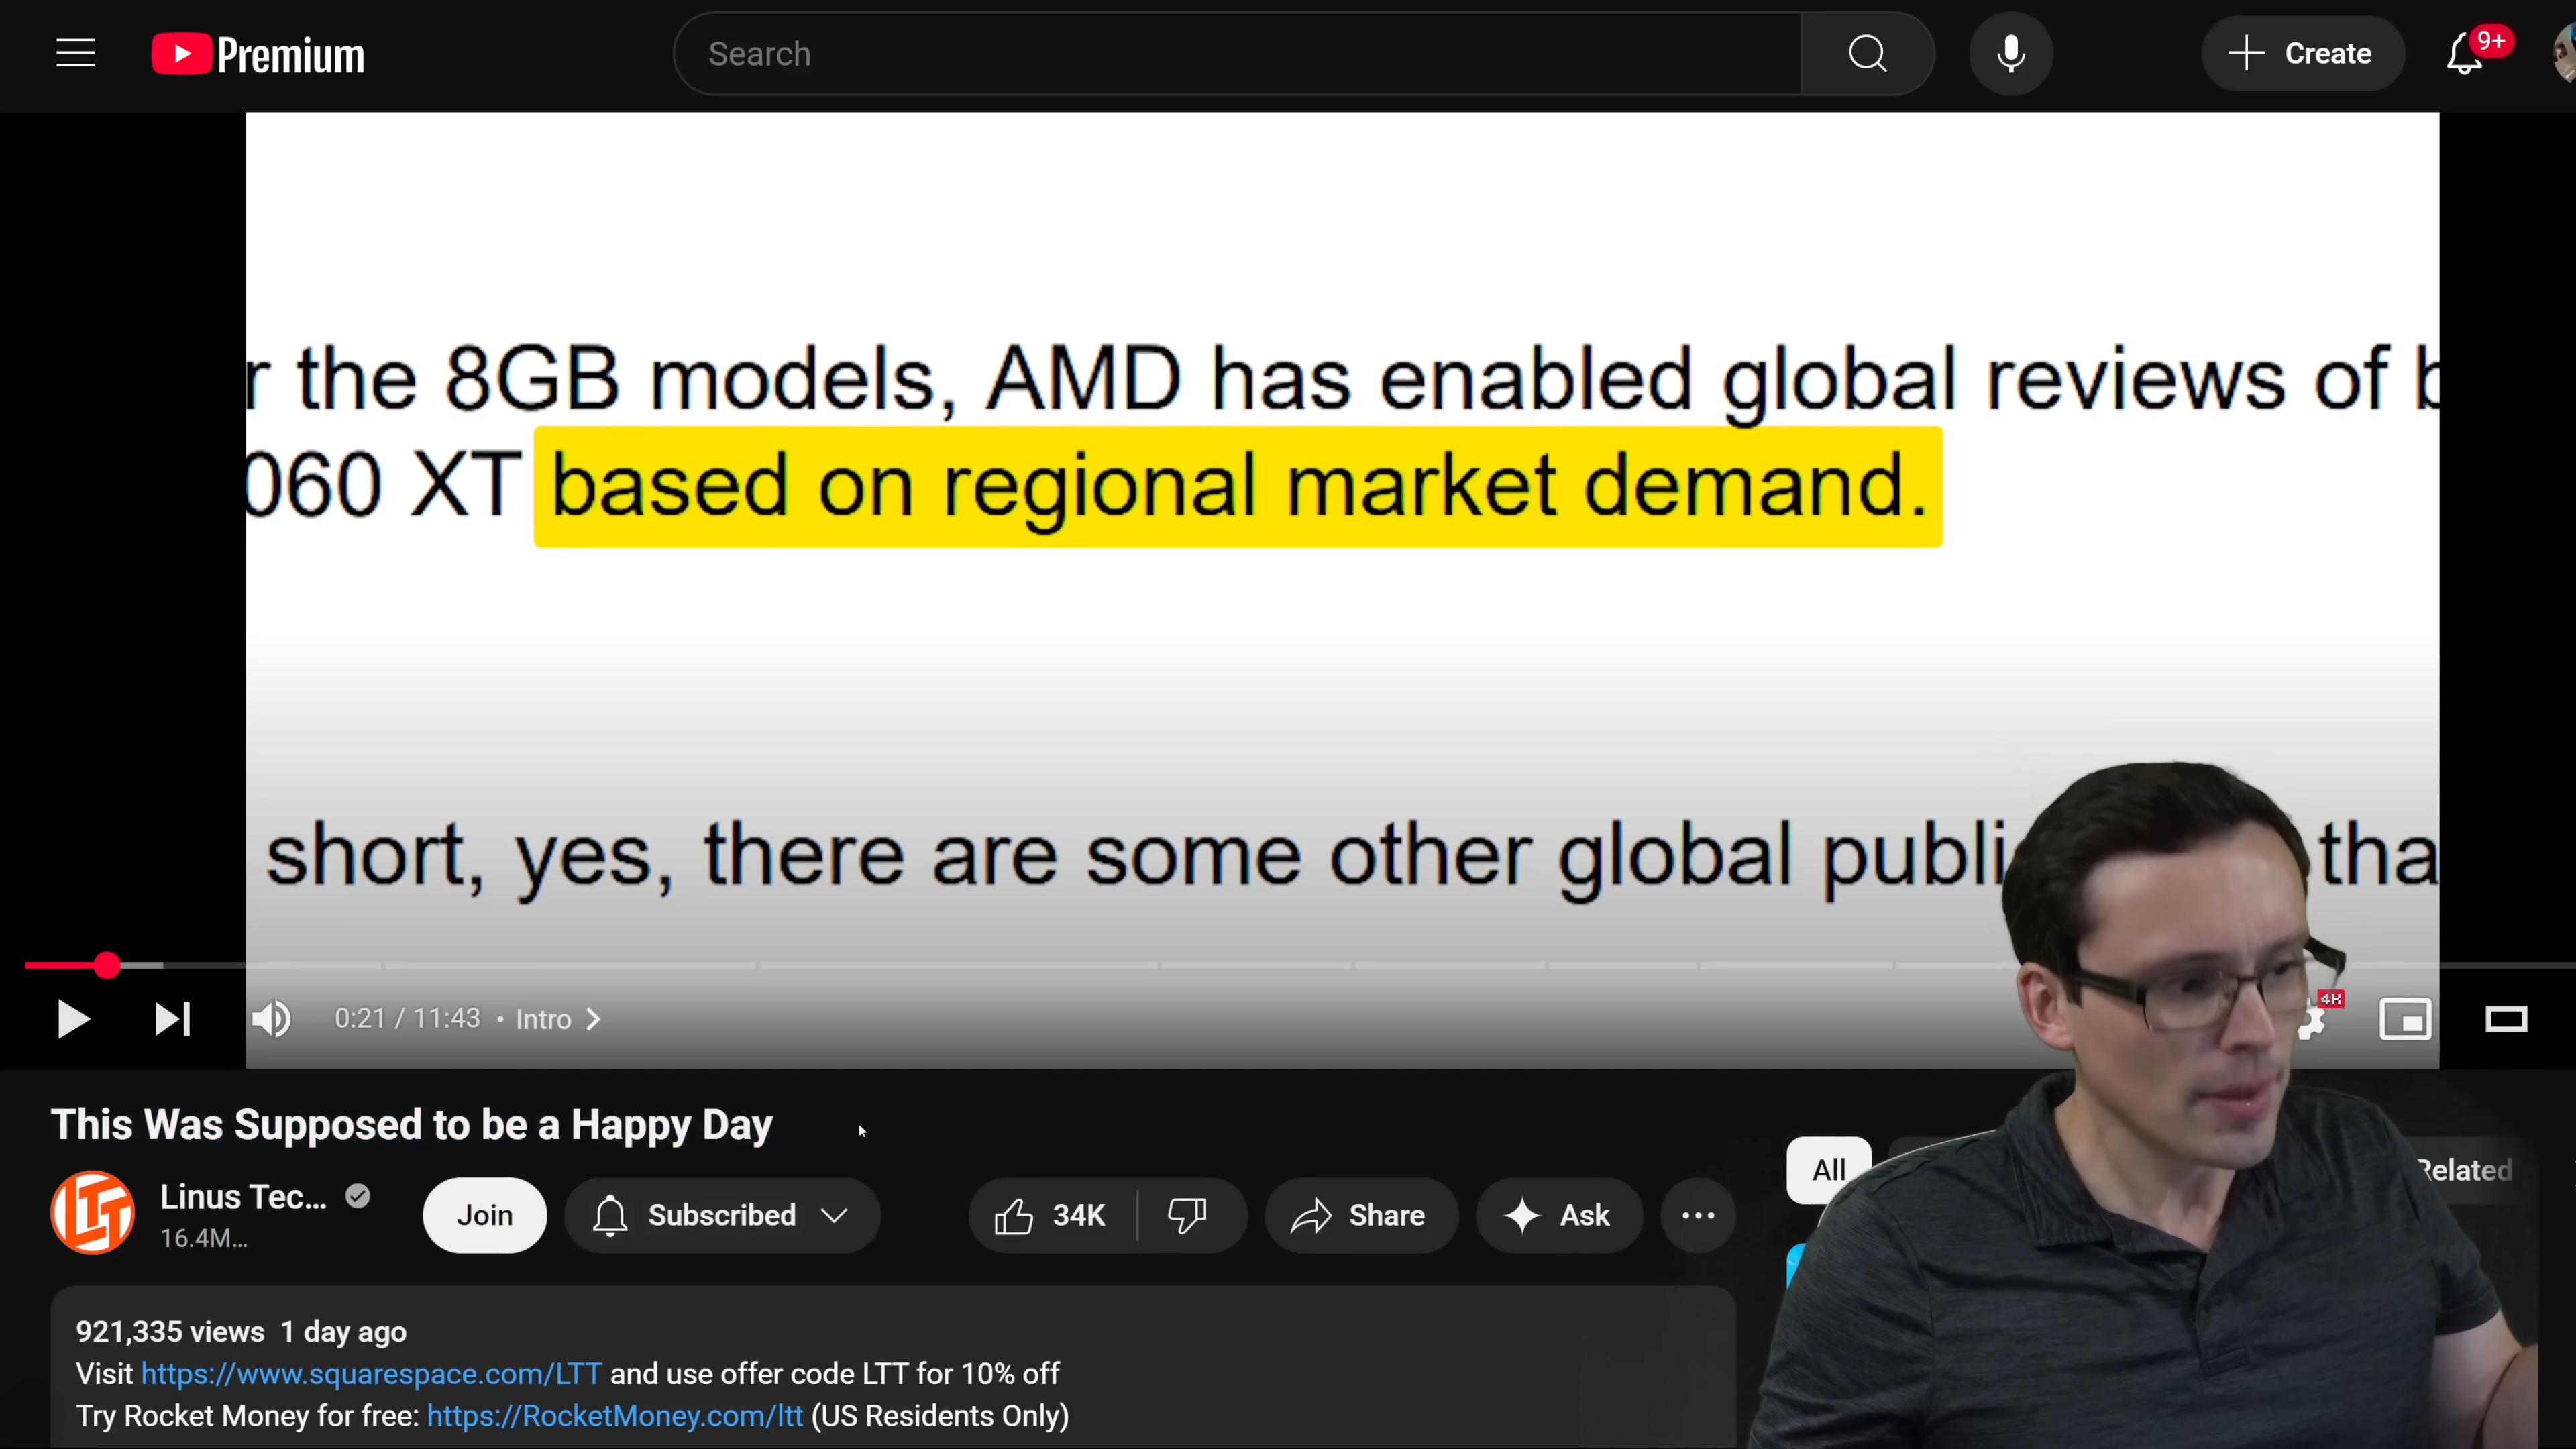 Premium
Search
Create
9+
the 8GB models, AMD has enabled global reviews of
060 XT based on regional market demand.
short, yes, there are some other global
0:21 / 11:43 • Intro
4K
This Was Supposed to be a Happy Day
LTT
Linus Tec...
16.4M...
Join
Subscribed
34K
Share
Ask
All
Related
921,335 views 1 day ago
Visit https://www.squarespace.com/LTT and use offer code LTT for 10% off
Try Rocket Money for free: https://RocketMoney.com/ltt (US Residents Only)